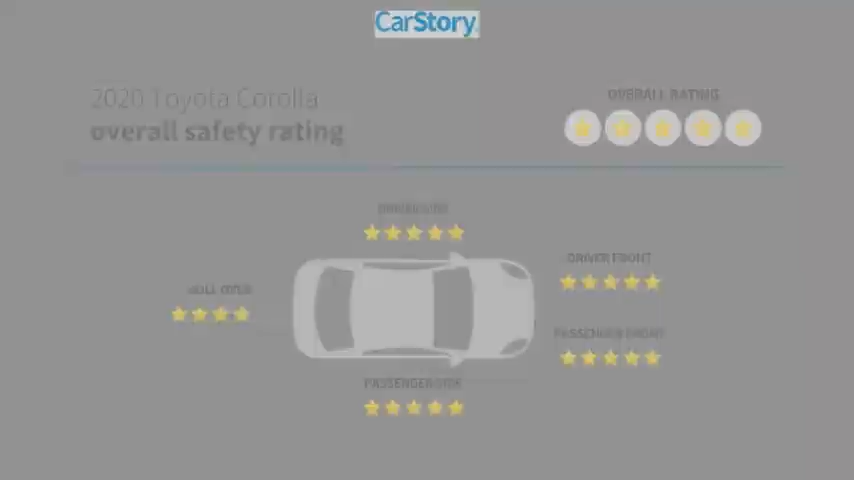 CarStory
2020 Toyota Corolla
overall safety rating
OVERALL RATING
DRIVER SIDE
DRIVER FRONT
ROLL OVER
PASSENGER FRONT
PASSENGER SIDE